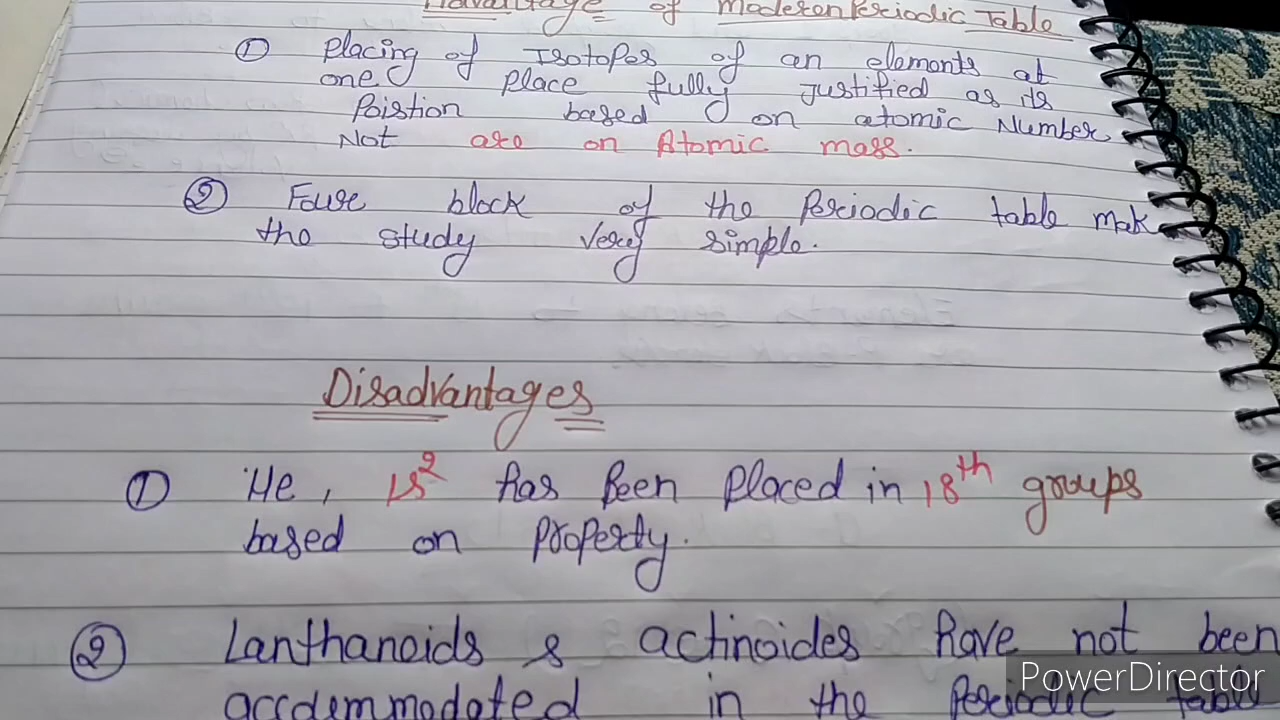 Advantage of Moderen Periodic Table
① Placing of Isotopes of an elements at
one place fully Justified as its
Poistion based on atomic Number
Not are on Atomic mass.
② Foure block of the Periodic table mak
the study very simple.
Disadvantages
① He, 1s² has Been Placed in 18th groups
based on property.
② Lanthanoids & actinoides Have not been
accdemmodated in the Periodic table
PowerDirector